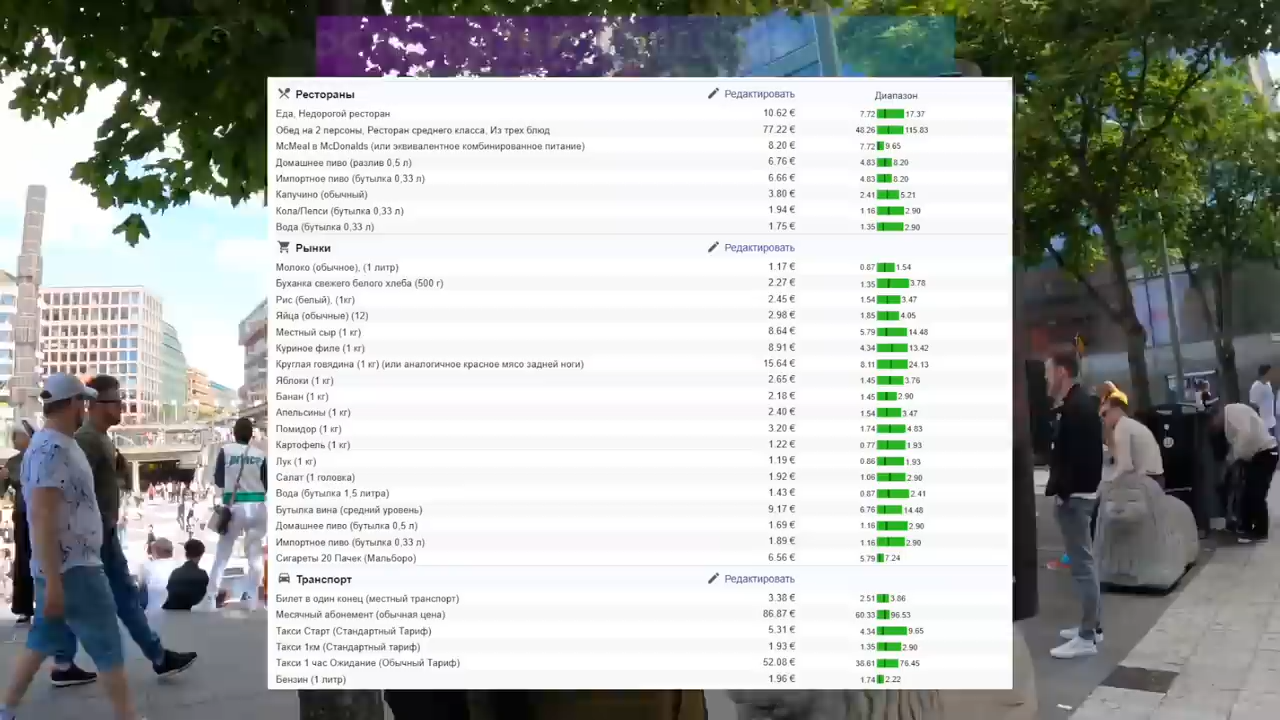 Рестораны Редактировать Диапазон
Еда, Недорогой ресторан 10.62 € 7.72 17.37
Обед на 2 персоны, Ресторан среднего класса, Из трех блюд 77.22 € 48.26 115.83
McMeal в McDonalds (или эквивалентное комбинированное питание) 8.20 € 7.72 9.65
Домашнее пиво (разлив 0,5 л) 6.76 € 4.83 8.20
Импортное пиво (бутылка 0,33 л) 6.66 € 4.83 8.20
Капучино (обычный) 3.80 € 2.41 5.21
Кола/Пепси (бутылка 0,33 л) 1.94 € 1.16 2.90
Вода (бутылка 0,33 л) 1.75 € 1.35 2.90
Рынки Редактировать
Молоко (обычное), (1 литр) 1.17 € 0.87 1.54
Буханка свежего белого хлеба (500 г) 2.27 € 1.35 3.78
Рис (белый), (1кг) 2.45 € 1.54 3.47
Яйца (обычные) (12) 2.98 € 1.85 4.05
Местный сыр (1 кг) 8.64 € 5.79 14.48
Куриное филе (1 кг) 8.91 € 4.34 13.42
Круглая говядина (1 кг) (или аналогичное красное мясо задней ноги) 15.64 € 8.11 24.13
Яблоки (1 кг) 2.65 € 1.45 3.76
Банан (1 кг) 2.18 € 1.45 2.90
Апельсины (1 кг) 2.40 € 1.54 3.47
Помидор (1 кг) 3.20 € 1.74 4.83
Картофель (1 кг) 1.22 € 0.77 1.93
Лук (1 кг) 1.19 € 0.86 1.93
Салат (1 головка) 1.92 € 1.06 2.90
Вода (бутылка 1,5 литра) 1.43 € 0.87 2.41
Бутылка вина (средний уровень) 9.17 € 6.76 14.48
Домашнее пиво (бутылка 0,5 л) 1.69 € 1.16 2.90
Импортное пиво (бутылка 0,33 л) 1.89 € 1.16 2.90
Сигареты 20 Пачек (Мальборо) 6.56 € 5.79 7.24
Транспорт Редактировать
Билет в один конец (местный транспорт) 3.38 € 2.51 3.86
Месячный абонемент (обычная цена) 86.87 € 60.33 96.53
Такси Старт (Стандартный Тариф) 5.31 € 4.34 9.65
Такси 1км (Стандартный тариф) 1.93 € 1.35 2.90
Такси 1 час Ожидание (Обычный Тариф) 52.08 € 38.61 76.45
Бензин (1 литр) 1.96 € 1.74 2.22